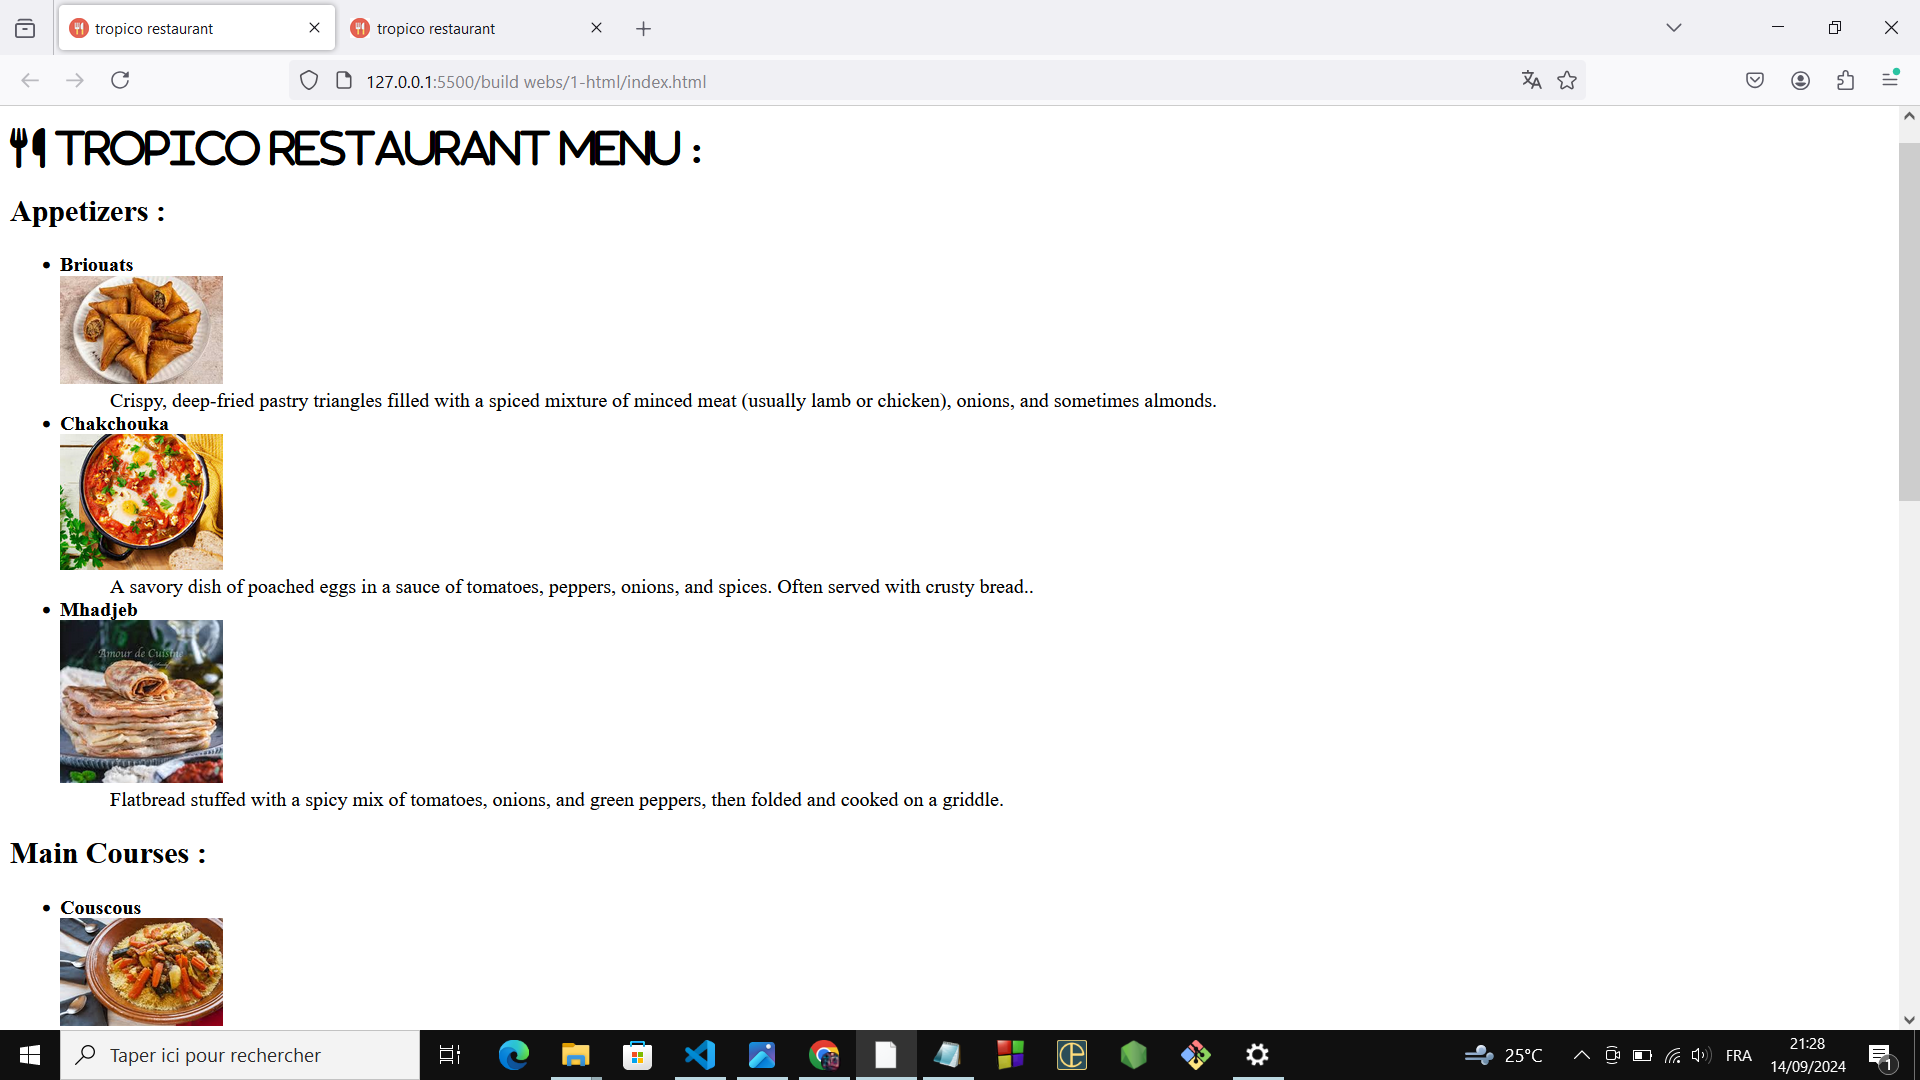 tropico restaurant
tropico restaurant
127.0.0.1:5500/build webs/1-html/index.html
TROPICO RESTAURANT MENU :
Appetizers :
Briouats
Crispy, deep-fried pastry triangles filled with a spiced mixture of minced meat (usually lamb or chicken), onions, and sometimes almonds.
Chakchouka
A savory dish of poached eggs in a sauce of tomatoes, peppers, onions, and spices. Often served with crusty bread..
Mhadjeb
Amour de Cuisine
Flatbread stuffed with a spicy mix of tomatoes, onions, and green peppers, then folded and cooked on a griddle.
Main Courses :
Couscous
Taper ici pour rechercher
25°C
FRA
21:28
14/09/2024
1